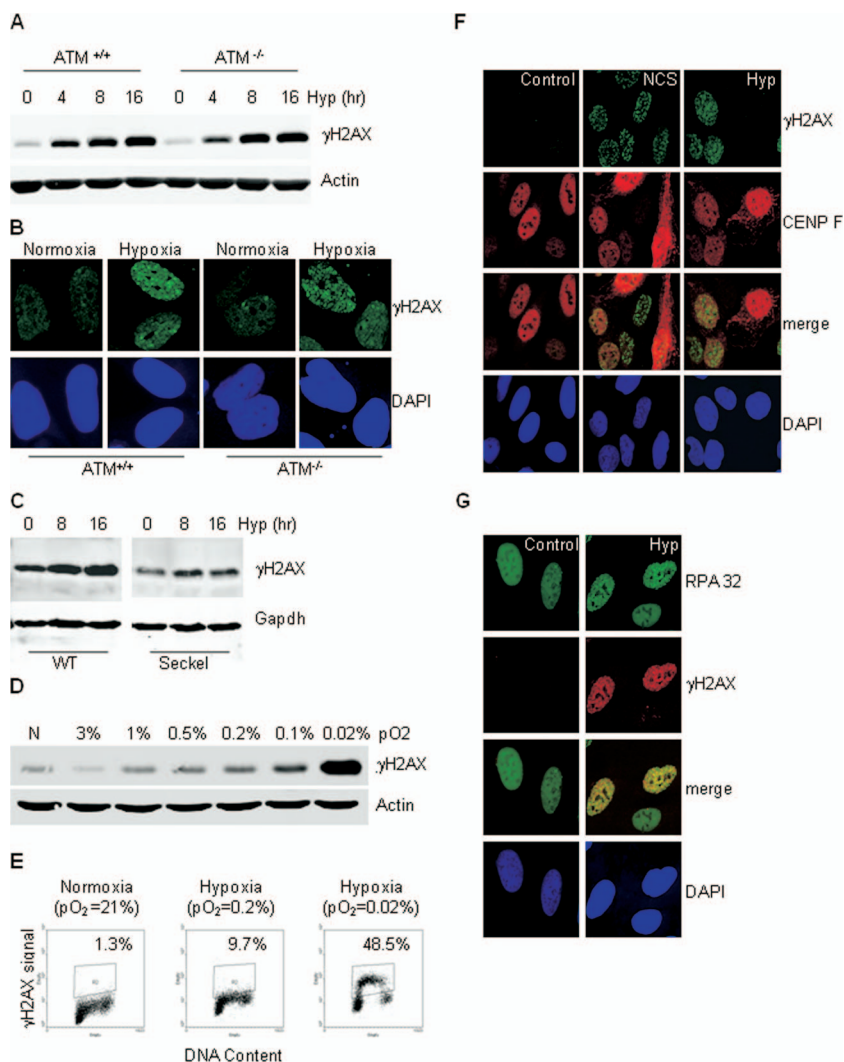 A
ATM +/+ ATM -/-
0 4 8 16 Hyp (hr) 0 4 8 16
γH2AX
Actin
B
Normoxia Hypoxia Normoxia Hypoxia
γH2AX
DAPI
ATM+/+ ATM-/-
C
0 8 16 Hyp (hr) 0 8 16
γH2AX
Gapdh
WT Seckel
D
N 3% 1% 0.5% 0.2% 0.1% 0.02% pO2
γH2AX
Actin
E
Normoxia Hypoxia Hypoxia
(pO2=21%) (pO2=0.2%) (pO2=0.02%)
1.3% 9.7% 48.5%
γH2AX signal
DNA Content
F
Control NCS Hyp
γH2AX
CENP F
merge
DAPI
G
Control Hyp
RPA 32
γH2AX
merge
DAPI